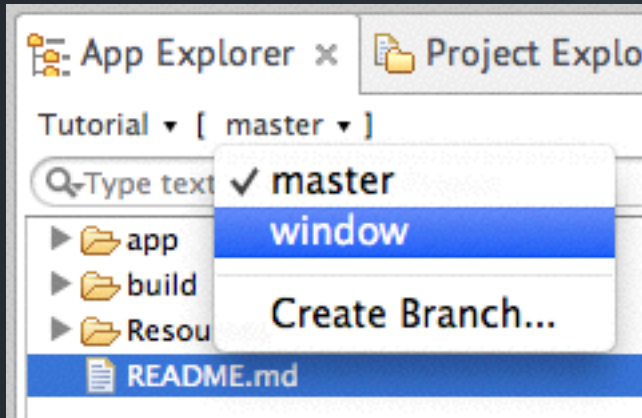 App Explorer Project Explo
Tutorial [ master ]
Type text
✓ master
window
Create Branch...
app
build
Resou
README.md